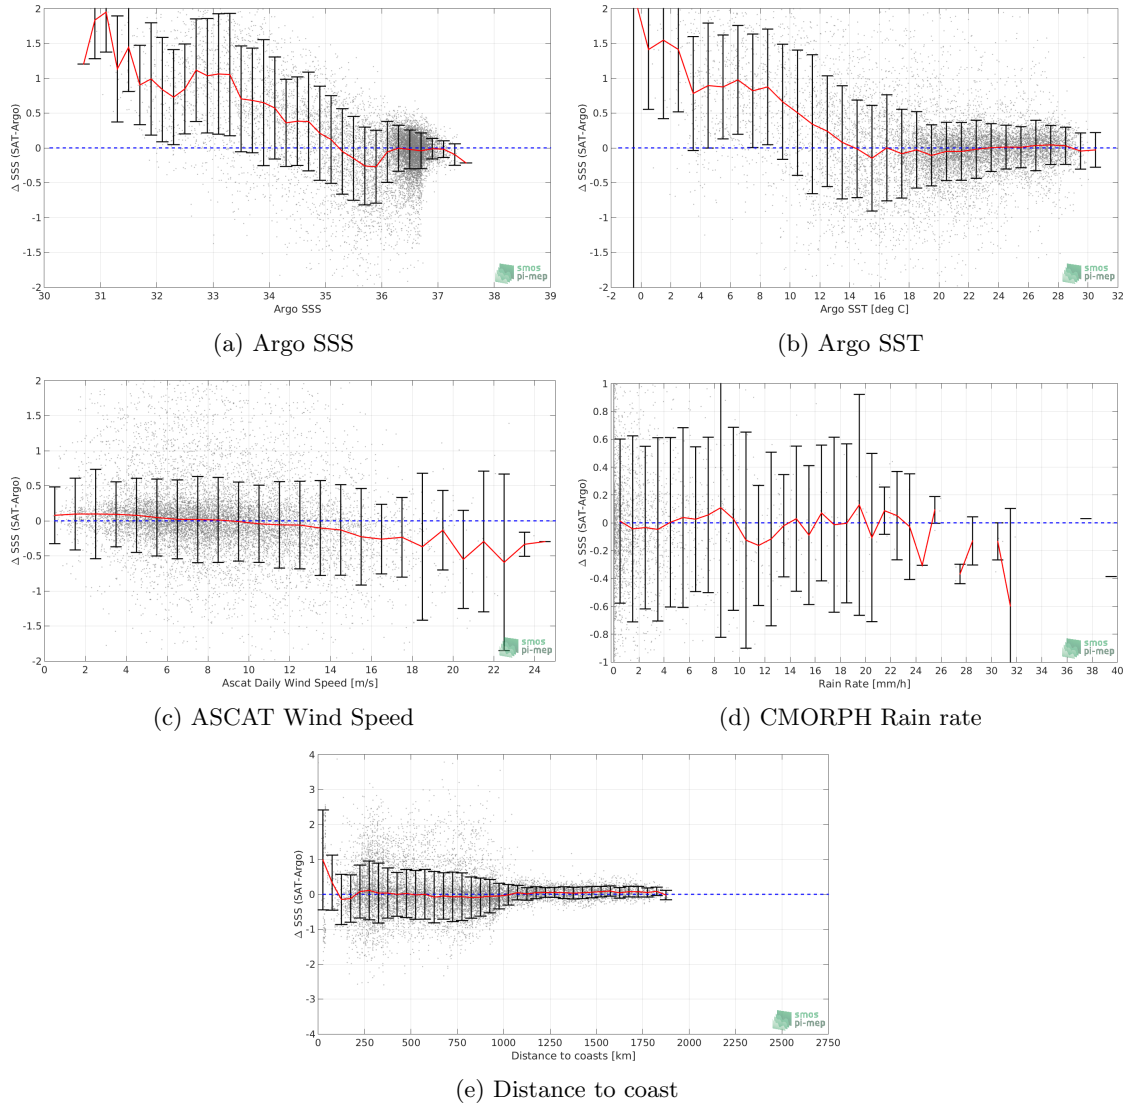 2
1.5
1
0.5
0
-0.5
-1
-1.5
-2
Δ SSS (SAT-Argo)
30 31 32 33 34 35 36 37 38 39
Argo SSS
smos
pi-mep
(a) Argo SSS
2
1.5
1
0.5
0
-0.5
-1
-1.5
-2
Δ SSS (SAT-Argo)
-2 0 2 4 6 8 10 12 14 16 18 20 22 24 26 28 30 32
Argo SST [deg C]
smos
pi-mep
(b) Argo SST
2
1.5
1
0.5
0
-0.5
-1
-1.5
-2
Δ SSS (SAT-Argo)
0 2 4 6 8 10 12 14 16 18 20 22 24
Ascat Daily Wind Speed [m/s]
smos
pi-mep
(c) ASCAT Wind Speed
1
0.8
0.6
0.4
0.2
0
-0.2
-0.4
-0.6
-0.8
-1
Δ SSS (SAT-Argo)
0 4 8 12 16 20 24 28 32 36 40
Rain Rate [mm/h]
smos
pi-mep
(d) CMORPH Rain rate
4
3
2
1
0
-1
-2
-3
-4
Δ SSS (SAT-Argo)
0 250 500 750 1000 1250 1500 1750 2000 2250 2500 2750
Distance to coasts [km]
smos
pi-mep
(e) Distance to coast